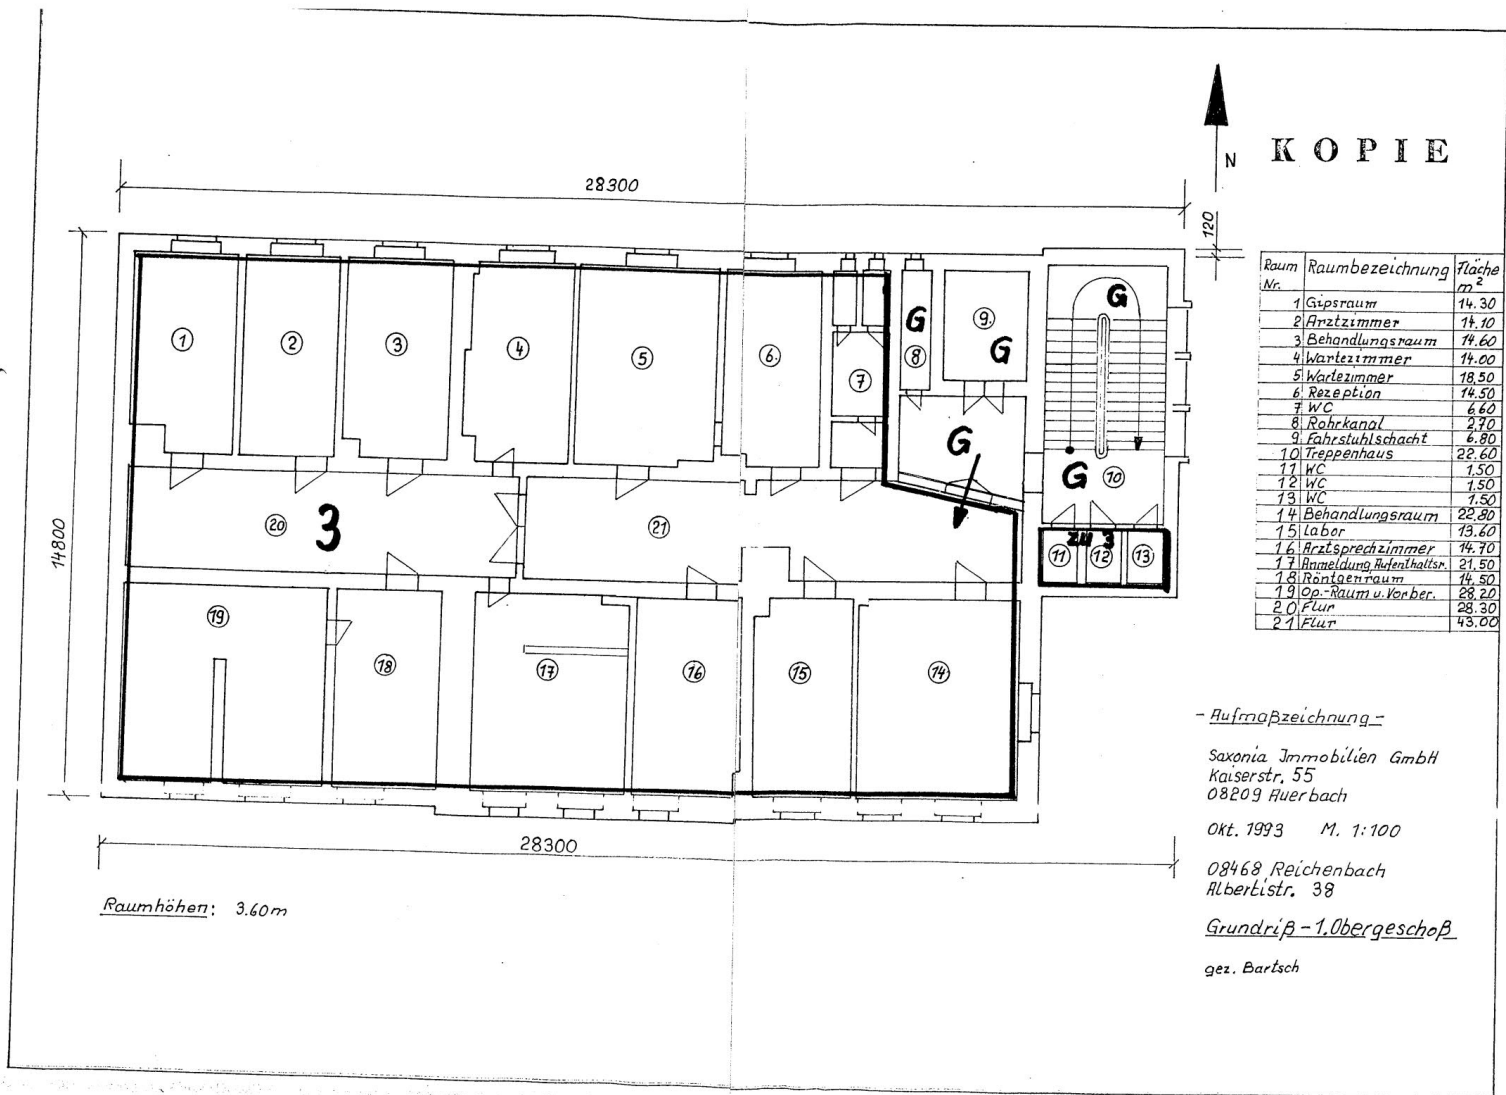 KOPIE
N
28300
120
14800
Raum Nr. Raumbezeichnung Fläche m²
1 Gipsraum 14.30
2 Arztzimmer 14.10
3 Behandlungsraum 14.60
4 Wartezimmer 14.00
5 Wartezimmer 18.50
6 Rezeption 14.50
7 WC 6.60
8 Rohrkanal 2.70
9 Fahrstuhlschacht 6.80
10 Treppenhaus 22.60
11 WC 1.50
12 WC 1.50
13 WC 1.50
14 Behandlungsraum 22.80
15 Labor 13.60
16 Arztsprechzimmer 14.70
17 Anmeldung Aufenthaltsr. 21.50
18 Röntgenraum 14.50
19 Op.-Raum u. Vorber. 28.20
20 Flur 28.30
21 Flur 43.00
G
1 2 3 4 5 6. 7 8 9.
G
G
G
G
10
20 3 21
zu 3
11 12 13
19 18 17 16 15 14
28300
Raumhöhen: 3.60m
- Aufmaßzeichnung -
Saxonia Immobilien GmbH
Kaiserstr. 55
08209 Auerbach
Okt. 1993 M. 1:100
08468 Reichenbach
Albertistr. 38
Grundriß - 1.Obergeschoß
gez. Bartsch